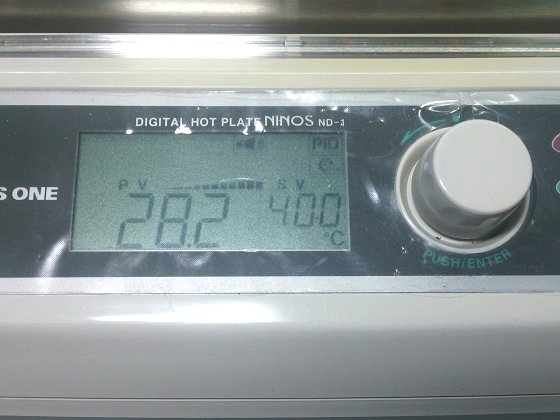 DIGITAL HOT PLATE NINOS ND-1
PID
S ONE
PV SV
28.2 400
°C
PUSH/ENTER